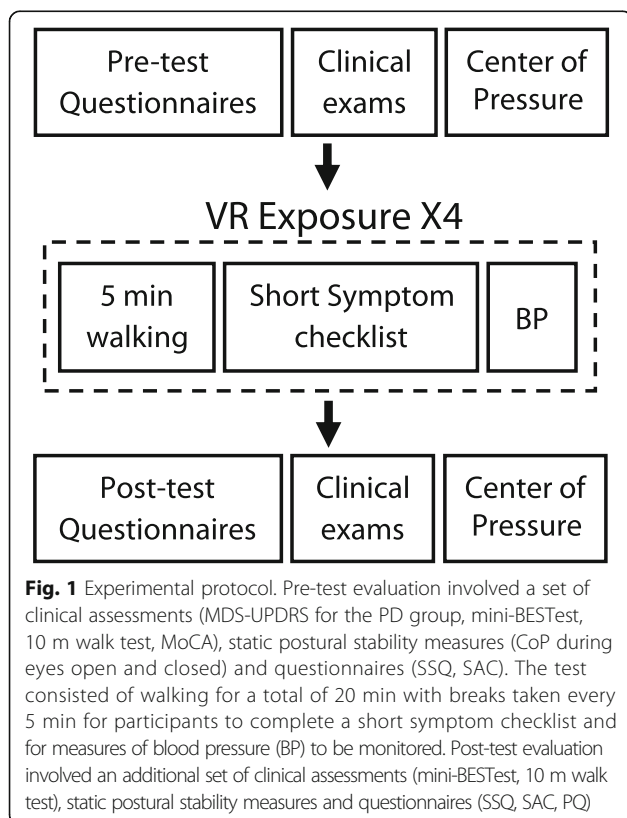 Pre-test Questionnaires
Clinical exams
Center of Pressure
VR Exposure X4
5 min walking
Short Symptom checklist
BP
Post-test Questionnaires
Clinical exams
Center of Pressure
Fig. 1 Experimental protocol. Pre-test evaluation involved a set of
clinical assessments (MDS-UPDRS for the PD group, mini-BESTest,
10 m walk test, MoCA), static postural stability measures (CoP during
eyes open and closed) and questionnaires (SSQ, SAC). The test
consisted of walking for a total of 20 min with breaks taken every
5 min for participants to complete a short symptom checklist and
for measures of blood pressure (BP) to be monitored. Post-test evaluation
involved an additional set of clinical assessments (mini-BESTest, 10 m walk
test), static postural stability measures and questionnaires (SSQ, SAC, PQ)